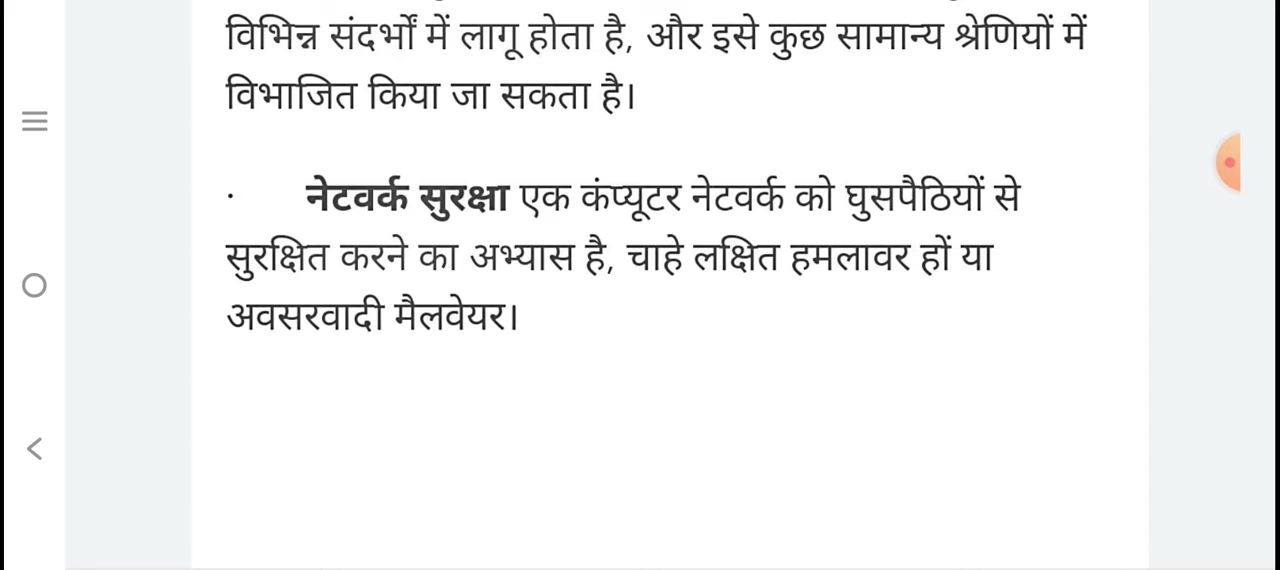 विभिन्न संदर्भों में लागू होता है, और इसे कुछ सामान्य श्रेणियों में
विभाजित किया जा सकता है।
· नेटवर्क सुरक्षा एक कंप्यूटर नेटवर्क को घुसपैठियों से
सुरक्षित करने का अभ्यास है, चाहे लक्षित हमलावर हों या
अवसरवादी मैलवेयर।